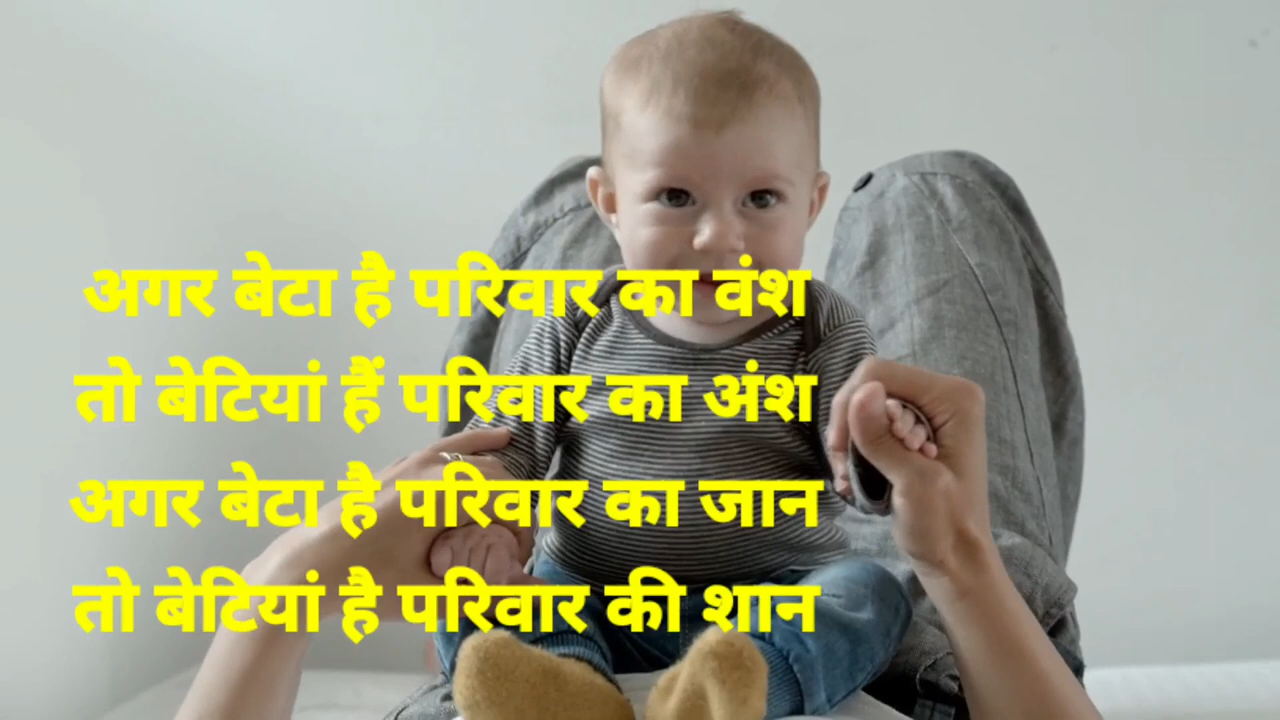 अगर बेटा है परिवार का वंश
तो बेटियां हैं परिवार का अंश
अगर बेटा है परिवार का जान
तो बेटियां है परिवार की शान